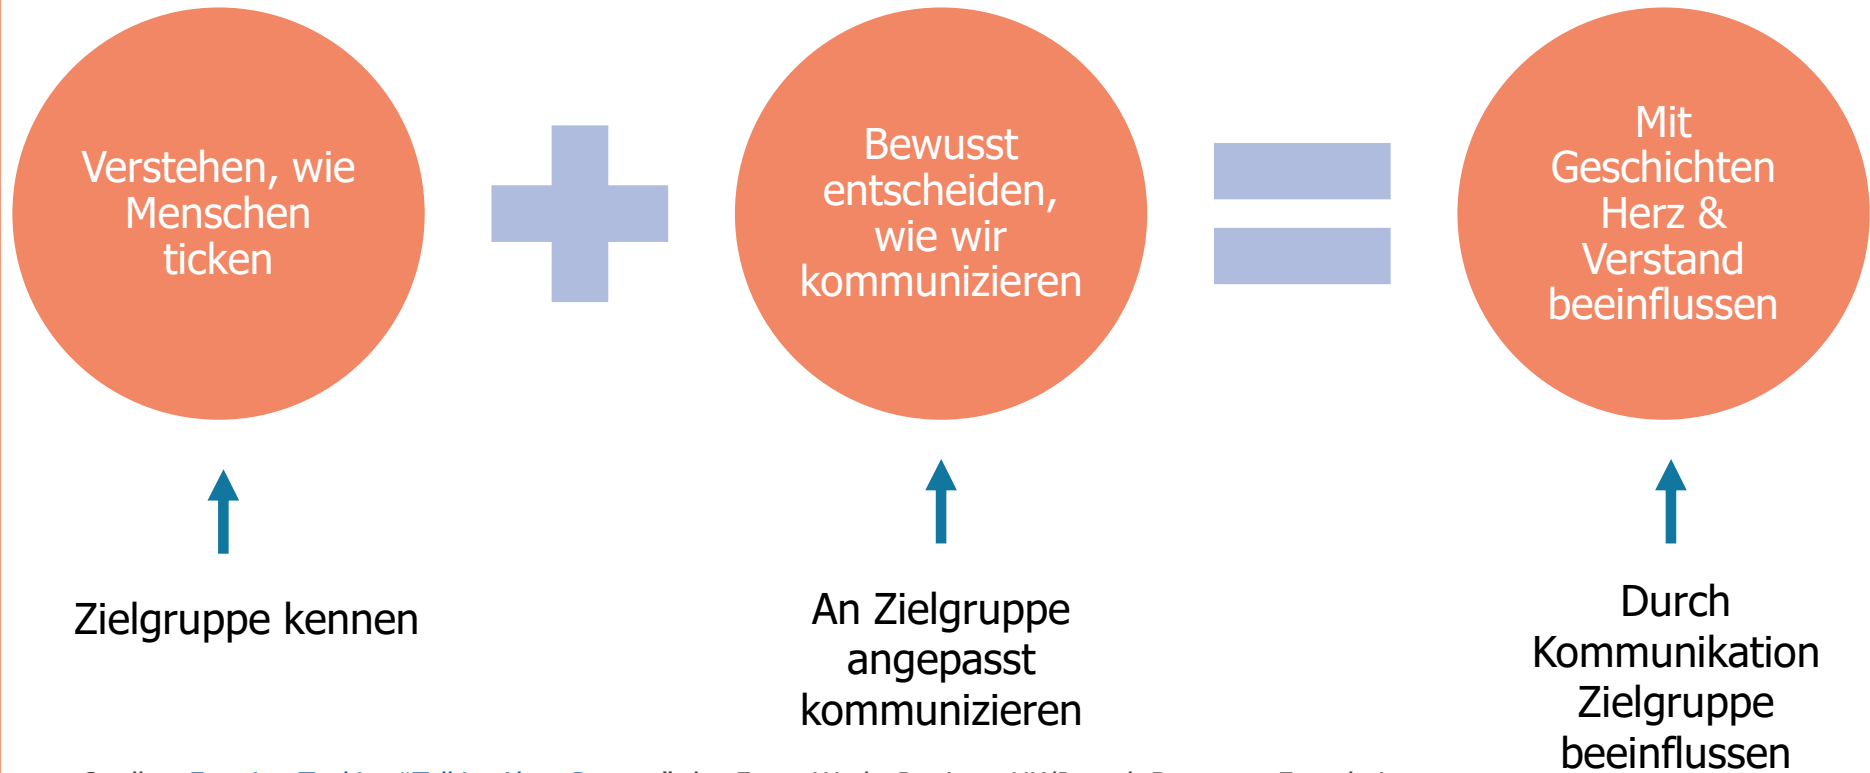 Verstehen, wie
Menschen
ticken
Bewusst
entscheiden,
wie wir
kommunizieren
Mit
Geschichten
Herz &
Verstand
beeinflussen
Zielgruppe kennen
An Zielgruppe
angepasst
kommunizieren
Durch
Kommunikation
Zielgruppe
beeinflussen